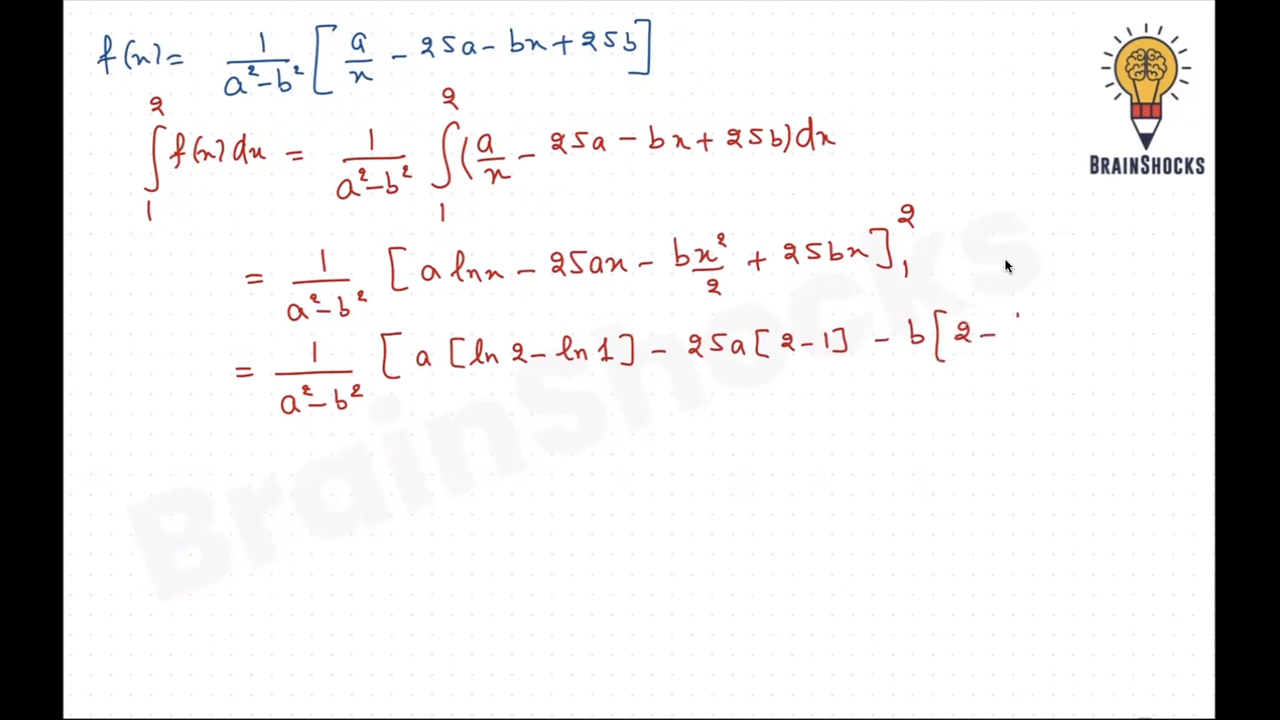 f(x) = 1/(a² − b²) [ a/x − 25a − bx + 25b ]
∫₁² f(x) dx = 1/(a² − b²) ∫₁² (a/x − 25a − bx + 25b) dx
= 1/(a² − b²) [ a ln x − 25ax − bx²/2 + 25bx ]₁²
= 1/(a² − b²) [ a [ln 2 − ln 1] − 25a [2 − 1] − b [2 −
BRAINSHOCKS
BrainShocks